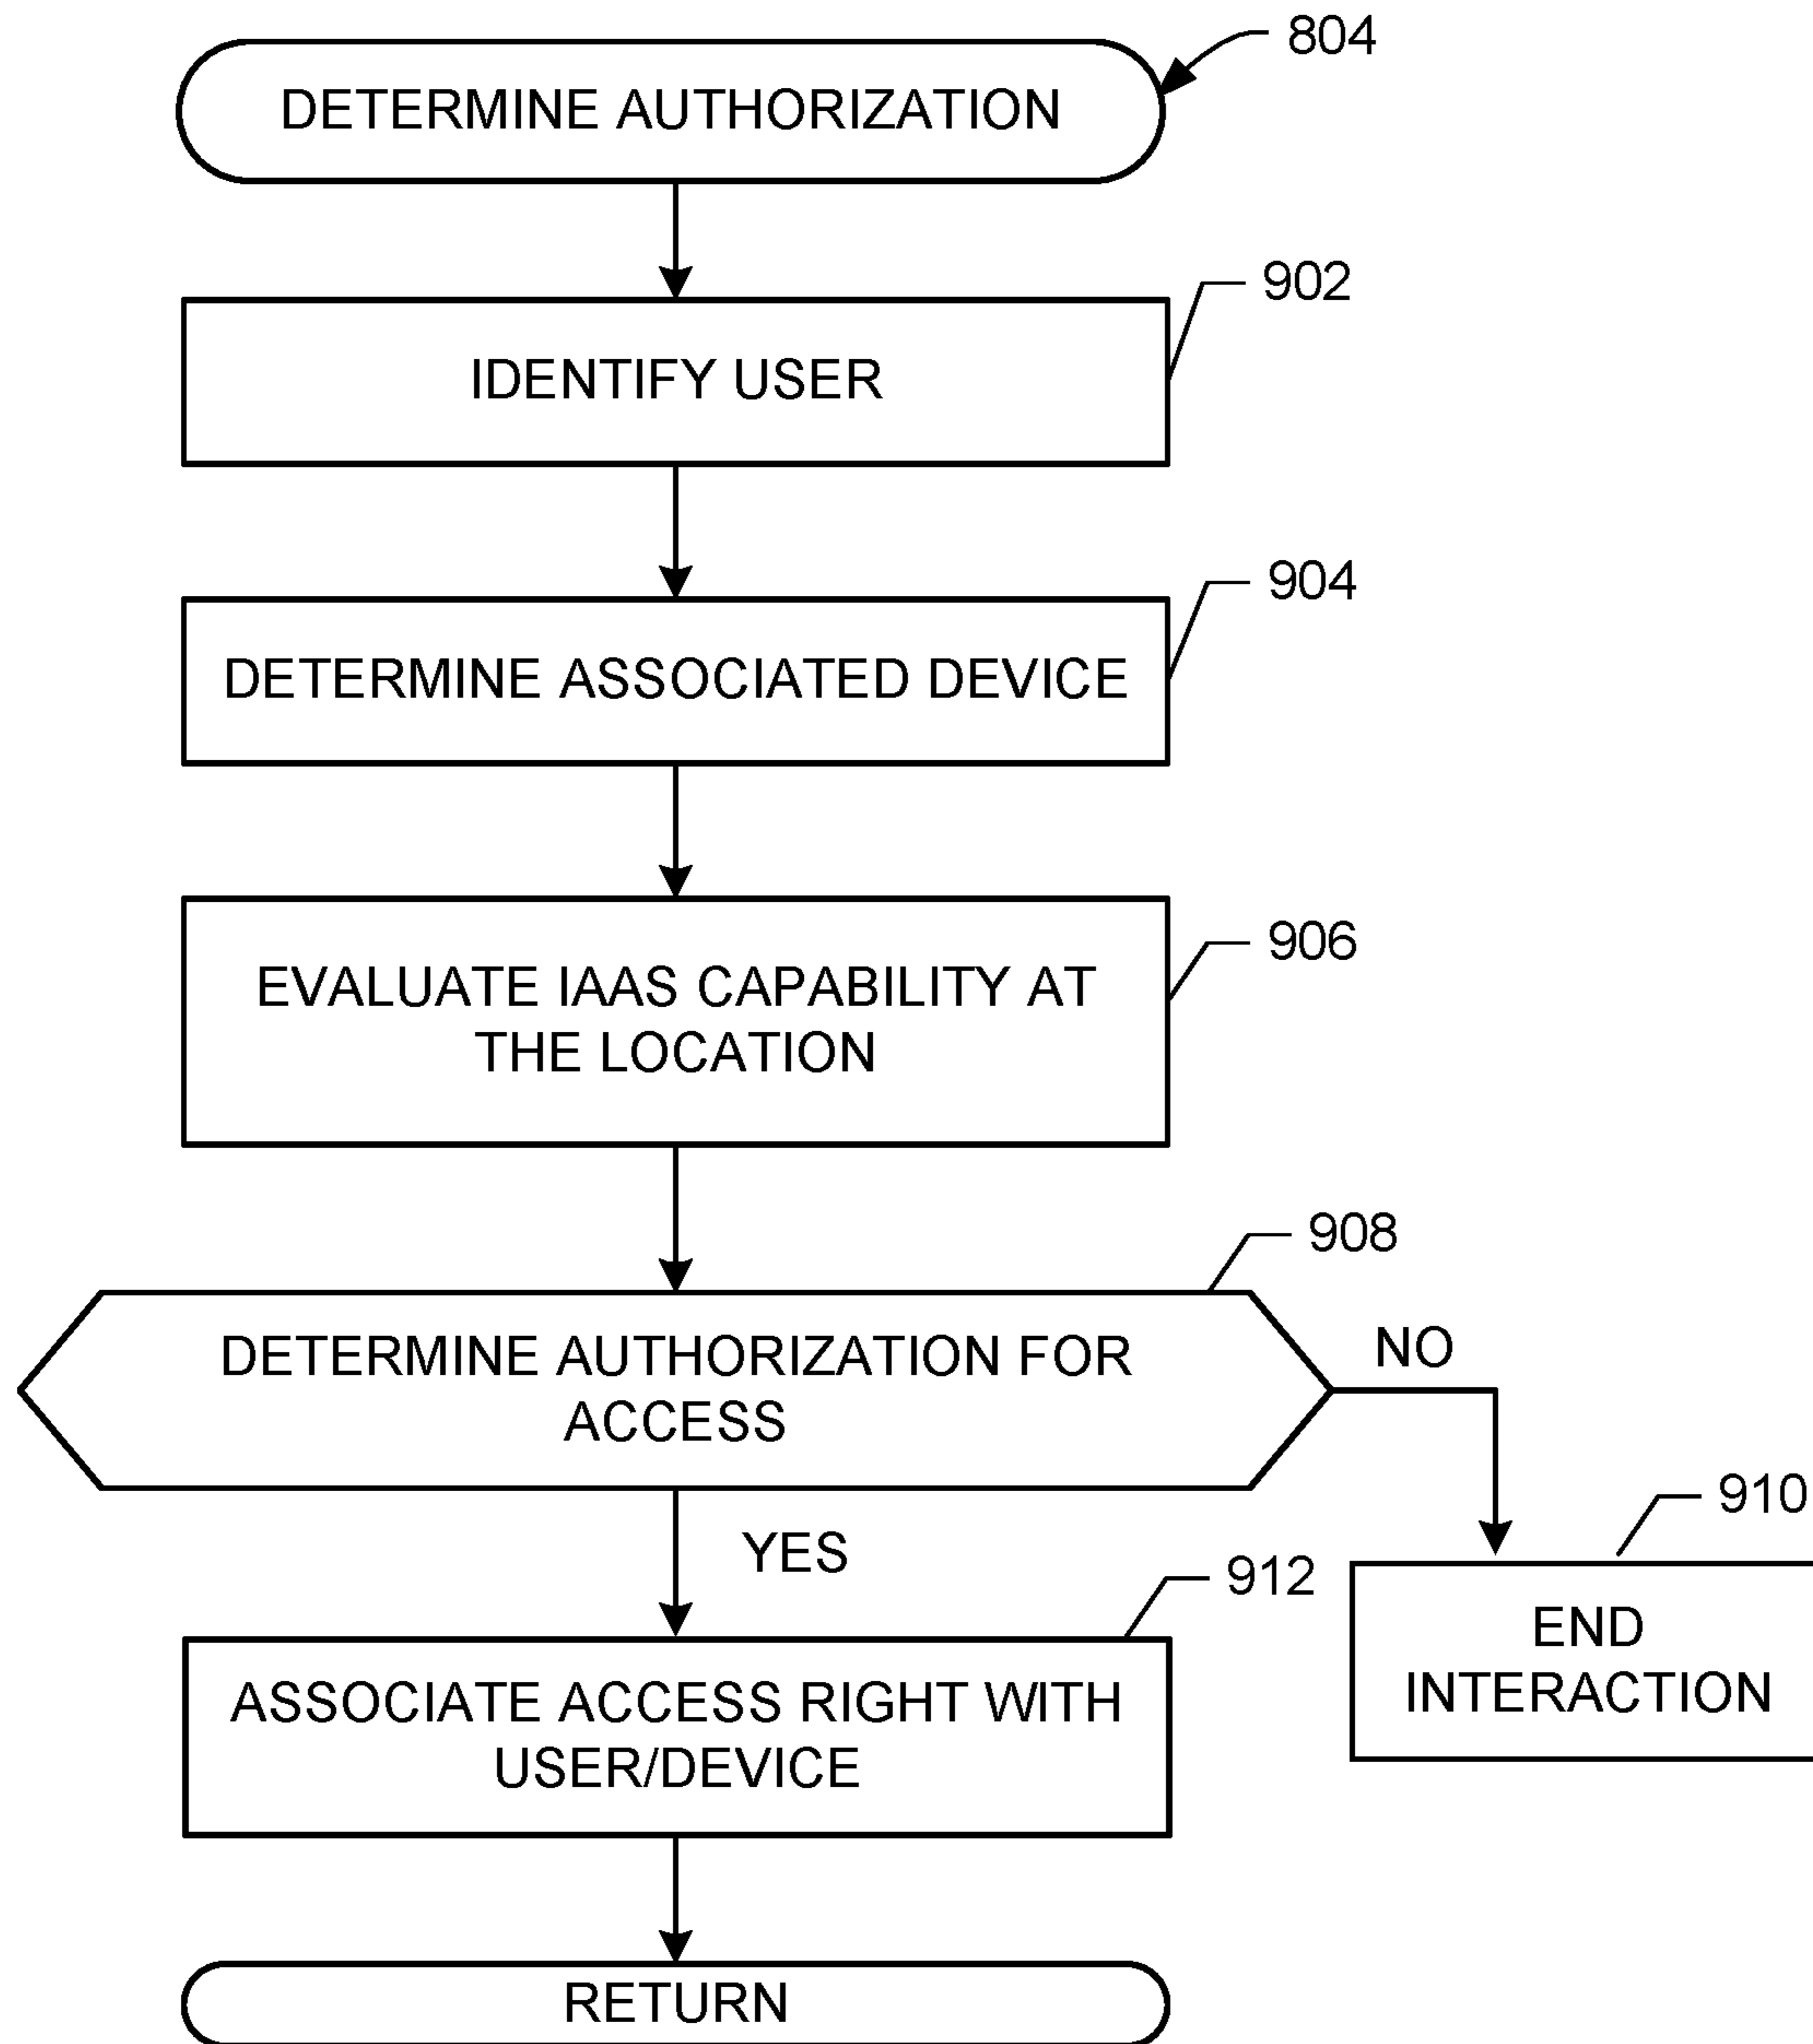 804
DETERMINE AUTHORIZATION
902
IDENTIFY USER
904
DETERMINE ASSOCIATED DEVICE
906
EVALUATE IAAS CAPABILITY AT
THE LOCATION
908
DETERMINE AUTHORIZATION FOR
ACCESS
NO
910
END
INTERACTION
YES
912
ASSOCIATE ACCESS RIGHT WITH
USER/DEVICE
RETURN